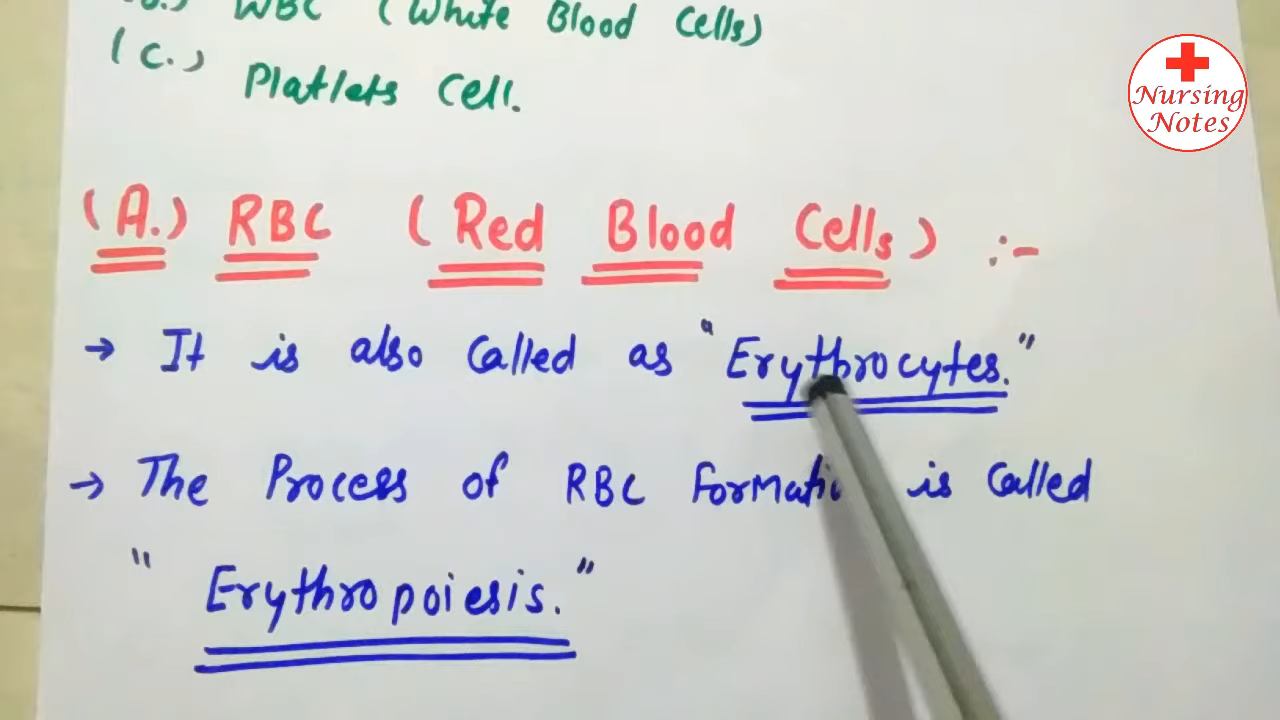 (b.) WBC (White Blood Cells)
(C.) Platlets Cell.
Nursing
Notes
(A.) RBC (Red Blood Cells) :-
→ It is also Called as "Erythrocytes."
→ The Process of RBC Formatio is Called
"Erythropoiesis."